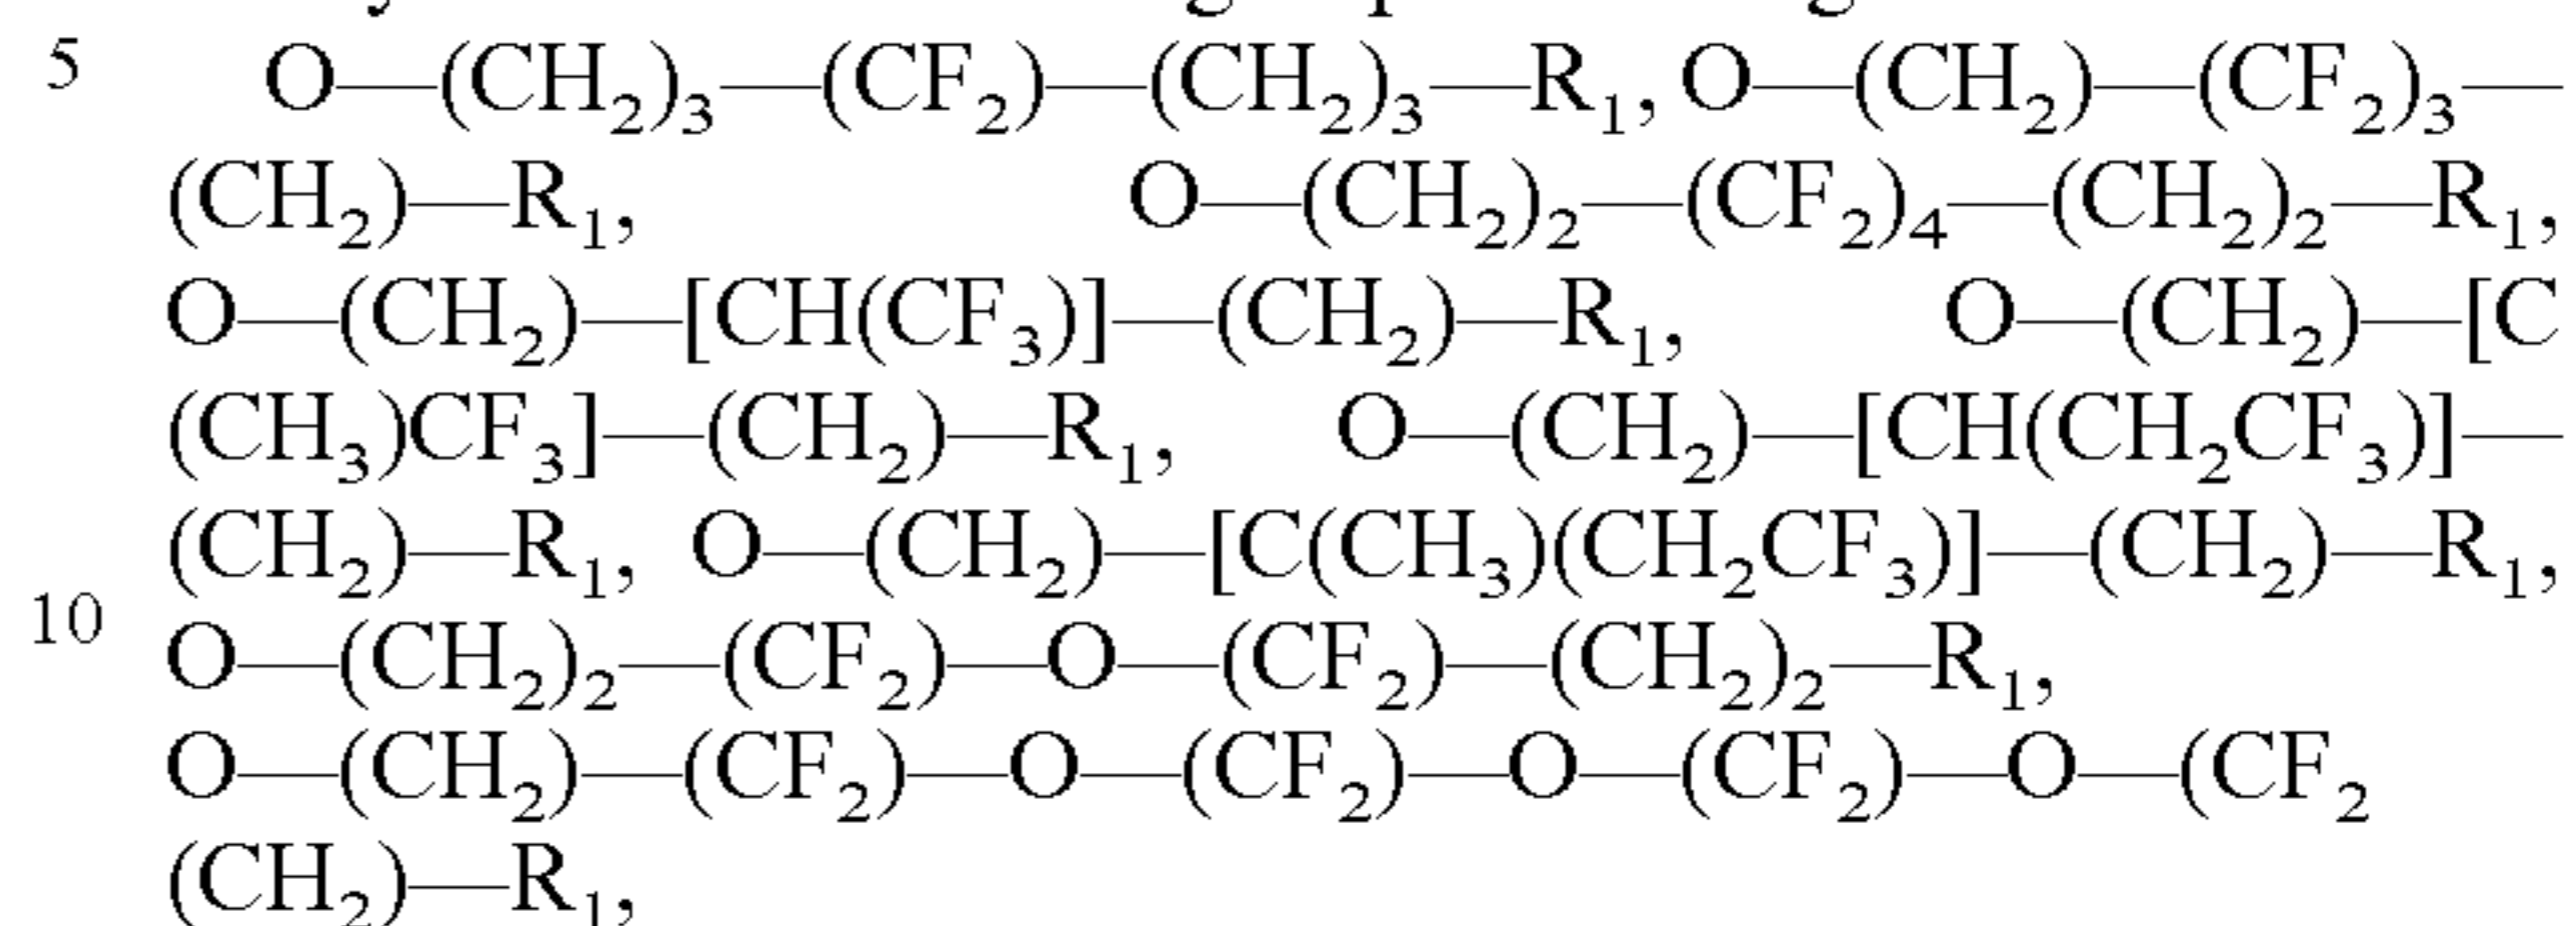 5 O—(CH₂)₃—(CF₂)—(CH₂)₃—R₁, O—(CH₂)—(CF₂)₃—
(CH₂)—R₁, O—(CH₂)₂—(CF₂)₄—(CH₂)₂—R₁,
O—(CH₂)—[CH(CF₃)]—(CH₂)—R₁, O—(CH₂)—[C
(CH₃)CF₃]—(CH₂)—R₁, O—(CH₂)—[CH(CH₂CF₃)]—
(CH₂)—R₁, O—(CH₂)—[C(CH₃)(CH₂CF₃)]—(CH₂)—R₁,
10 O—(CH₂)₂—(CF₂)—O—(CF₂)—(CH₂)₂—R₁,
O—(CH₂)—(CF₂)—O—(CF₂)—O—(CF₂)—O—(CF₂
(CH₂)—R₁,